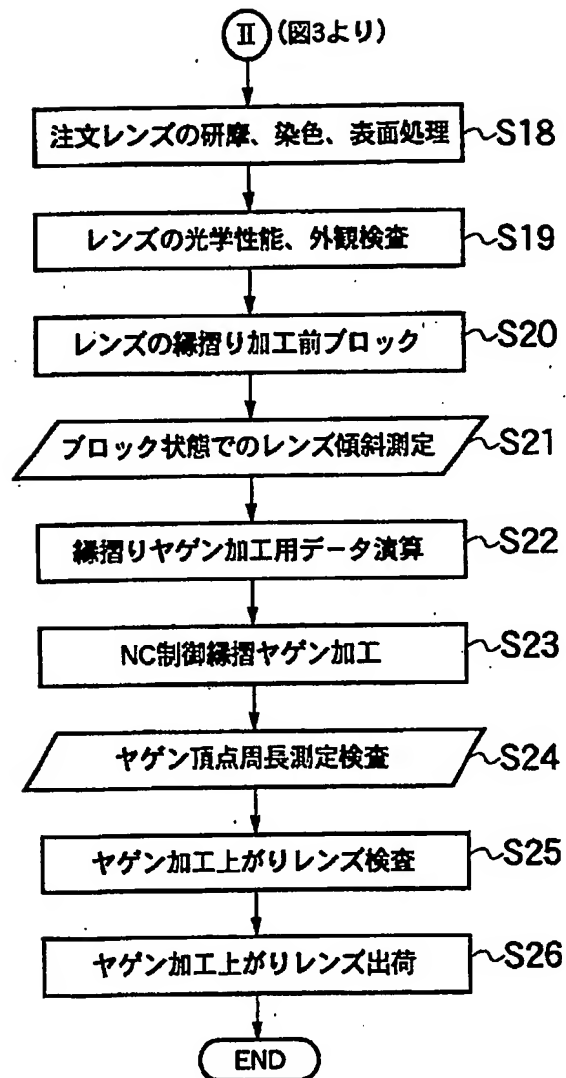 II (図3より)
注文レンズの研摩、染色、表面処理 ~S18
レンズの光学性能、外観検査 ~S19
レンズの縁摺り加工前ブロック ~S20
ブロック状態でのレンズ傾斜測定 ~S21
縁摺りヤゲン加工用データ演算 ~S22
NC制御縁摺ヤゲン加工 ~S23
ヤゲン頂点周長測定検査 ~S24
ヤゲン加工上がりレンズ検査 ~S25
ヤゲン加工上がりレンズ出荷 ~S26
END